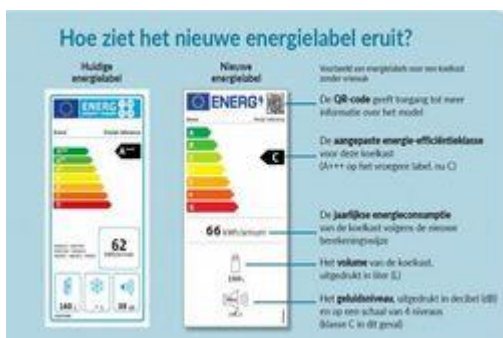 Hoe ziet het nieuwe energielabel eruit?
Huidige
energielabel
Nieuwe
energielabel
Voorbeeld van energielabels voor een koelkast
zonder vriesvak
ENERG
A+++
62
ENERG
A
B
C
D
E
F
G
C
66 kWh/annum
De QR-code geeft toegang tot meer
informatie over het model
De aangepaste energie-efficiëntieklasse
voor deze koelkast
(A+++ op het vroegere label, nu C)
De jaarlijkse energieconsumptie
van de koelkast volgens de nieuwe
berekeningswijze
Het volume van de koelkast,
uitgedrukt in liter (L)
Het geluidsniveau, uitgedrukt in decibel (dB)
en op een schaal van 4 niveaus
(klasse C in dit geval)